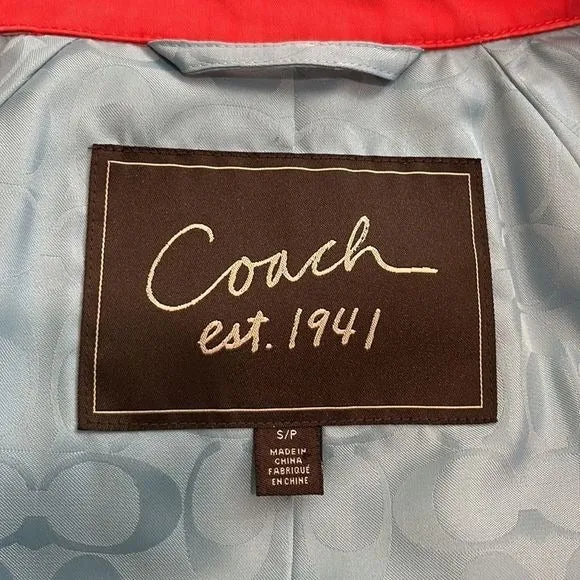 Coach
est. 1941
S/P
MADE IN
CHINA
FABRIQUÉ
EN CHINE